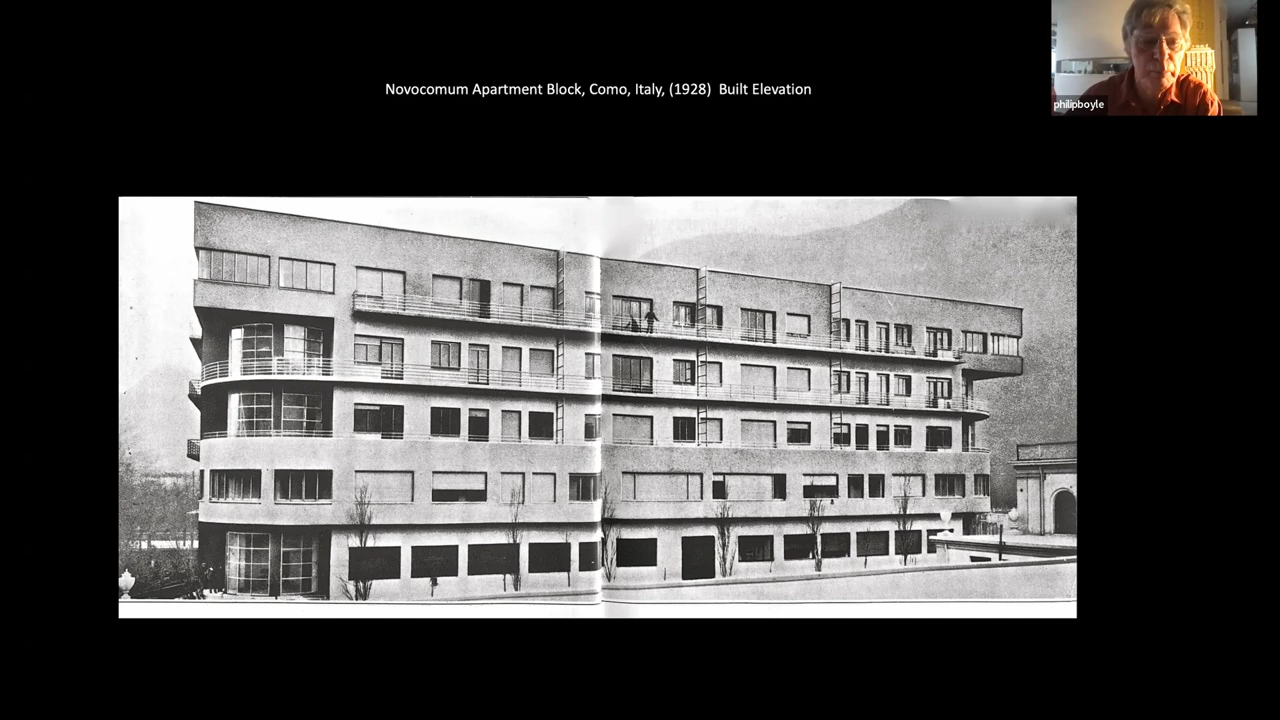 Novocomum Apartment Block, Como, Italy, (1928)  Built Elevation
philipboyle